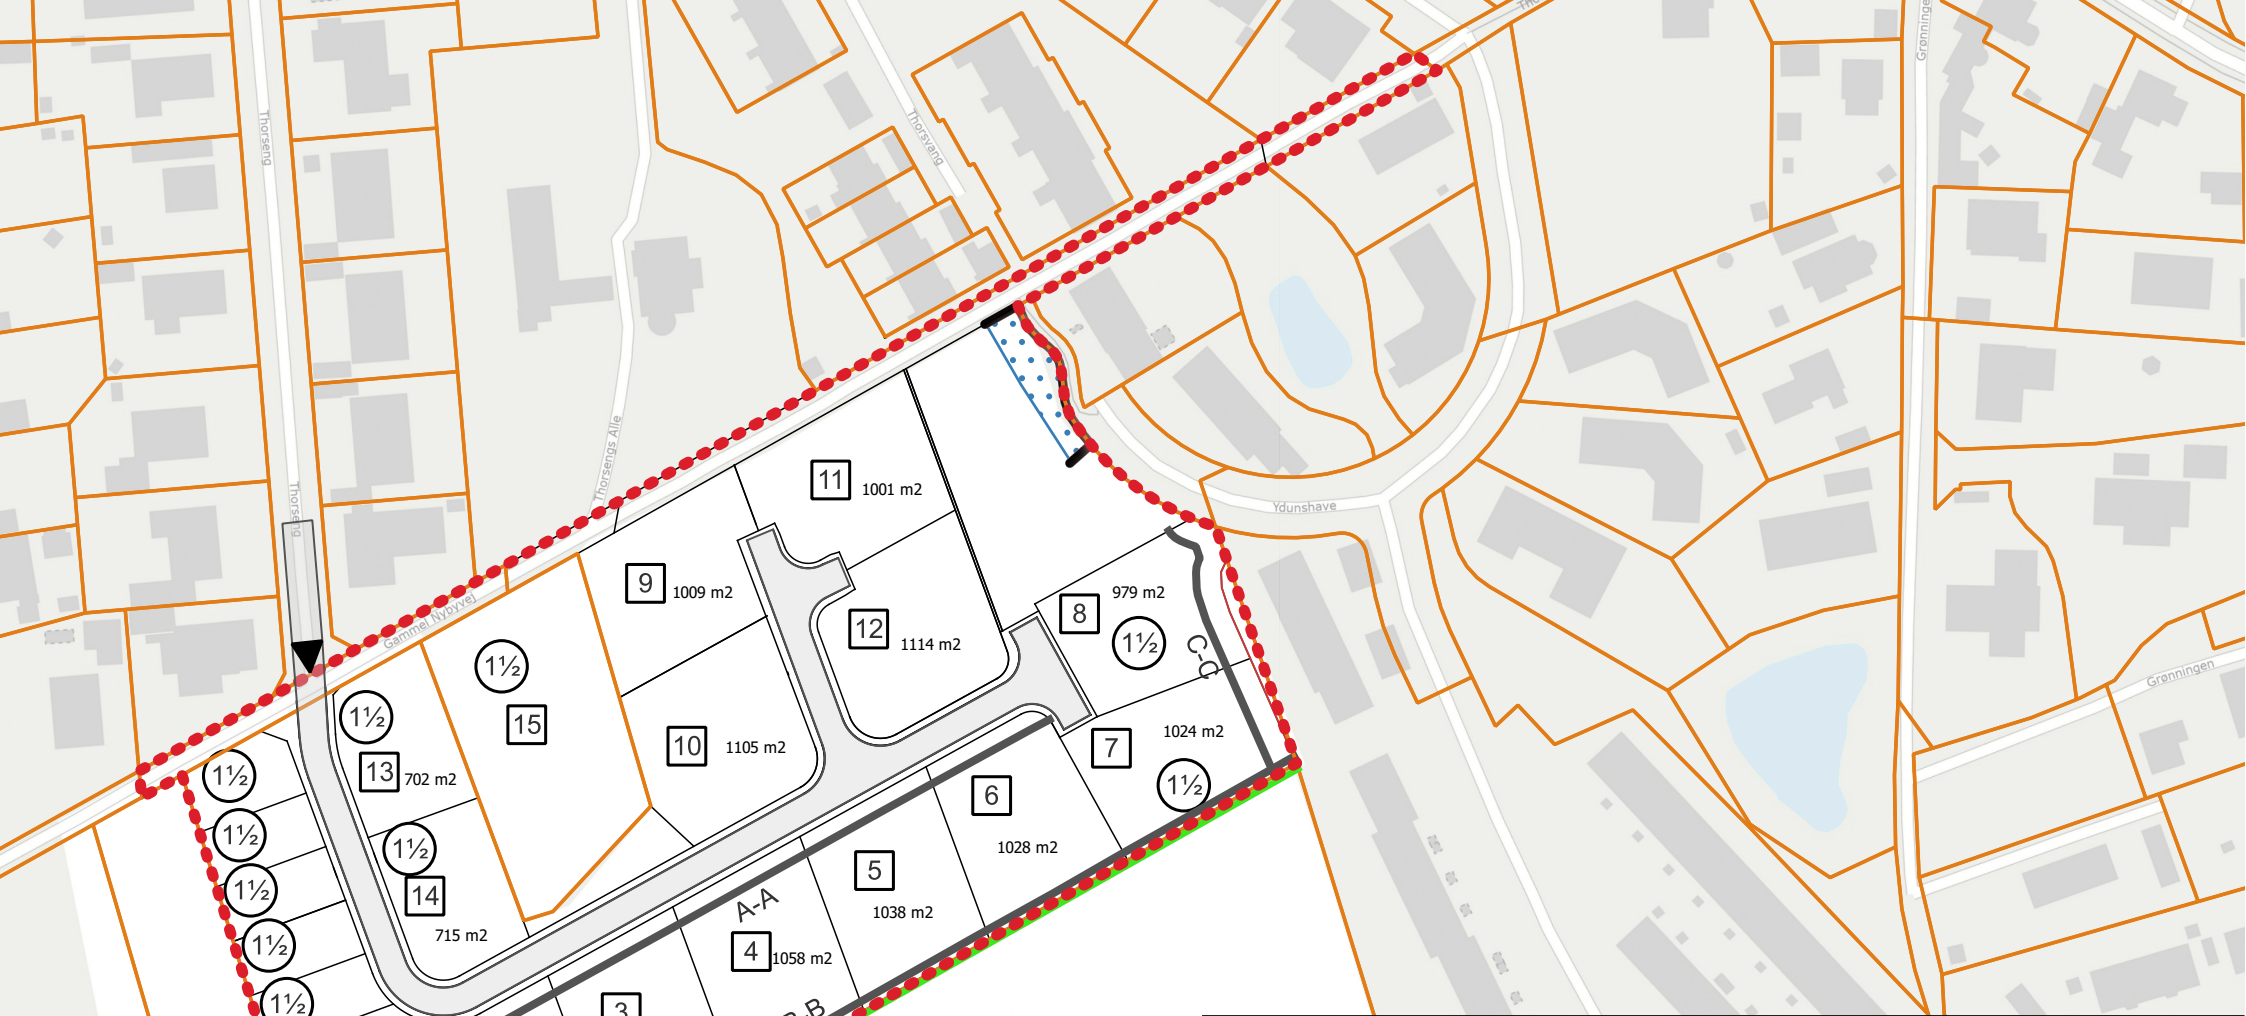 Thorseng
Thorsvang
Grønninge
Thorseng
Thorsengs Alle
Gammel Nybyvej
Ydunshave
Grønningen
11
1001 m2
9
1009 m2
12
1114 m2
8
979 m2
1½
C-C
1½
15
10
1105 m2
7
1024 m2
1½
1½
13
702 m2
1½
6
1028 m2
1½
1½
14
715 m2
5
1038 m2
1½
A-A
4
1058 m2
1½
1½
3
B-B